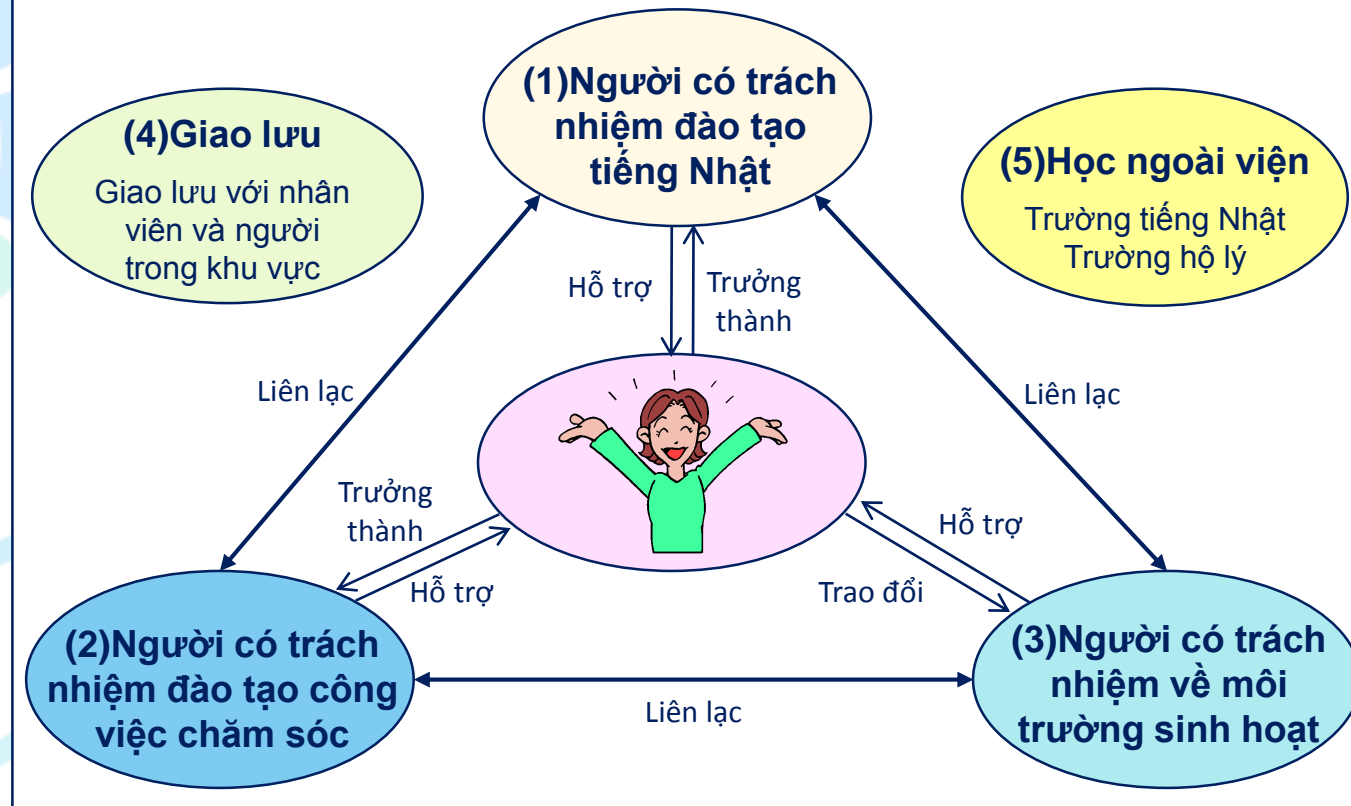 (1)Người có trách
nhiệm đào tạo
tiếng Nhật
(4)Giao lưu
Giao lưu với nhân
viên và người
trong khu vực
(5)Học ngoài viện
Trường tiếng Nhật
Trường hộ lý
Hỗ trợ
Trưởng
thành
Liên lạc
Liên lạc
Trưởng
thành
Hỗ trợ
Hỗ trợ
Trao đổi
(2)Người có trách
nhiệm đào tạo công
việc chăm sóc
Liên lạc
(3)Người có trách
nhiệm về môi
trường sinh hoạt